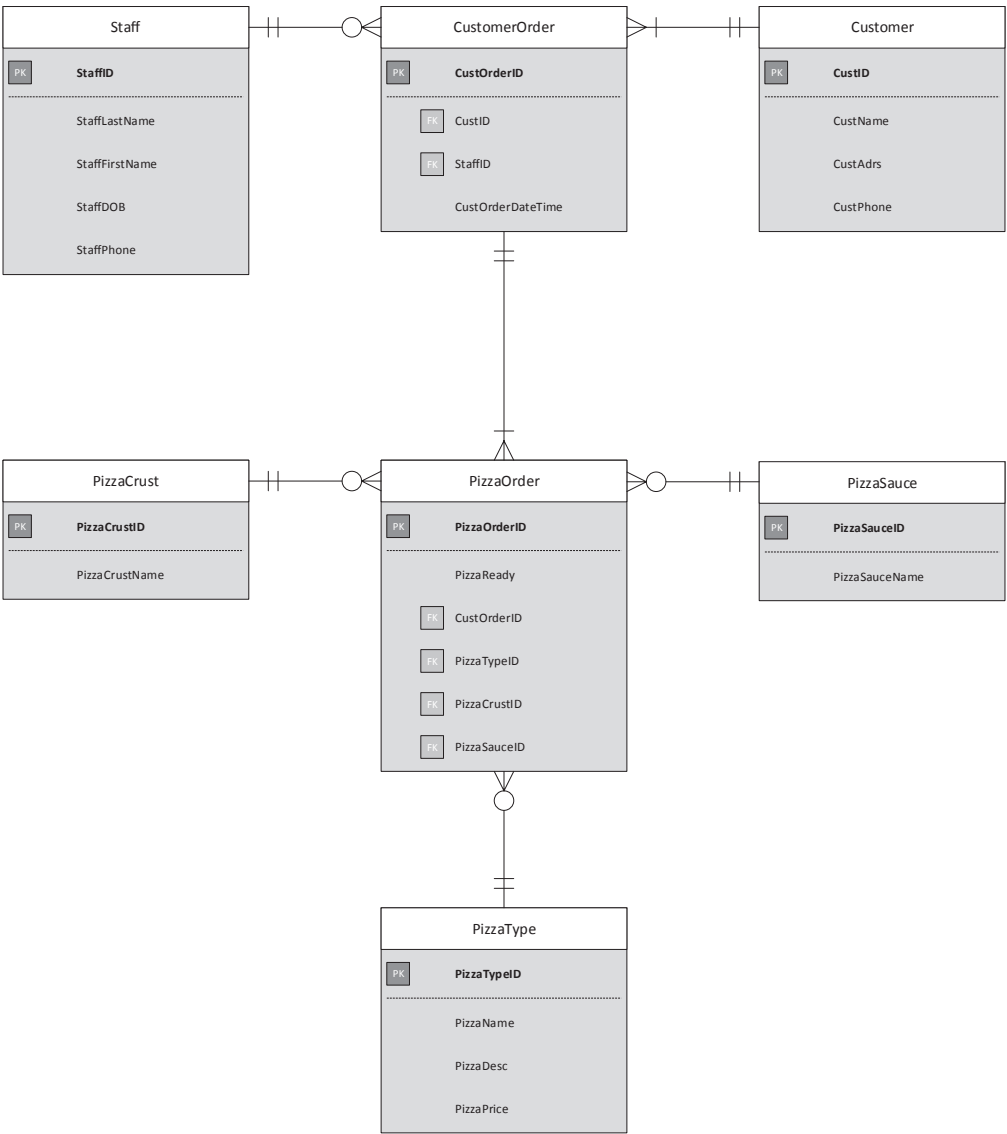 Staff
PK StaffID
StaffLastName
StaffFirstName
StaffDOB
StaffPhone
CustomerOrder
PK CustOrderID
FK CustID
FK StaffID
CustOrderDateTime
Customer
PK CustID
CustName
CustAdrs
CustPhone
PizzaCrust
PK PizzaCrustID
PizzaCrustName
PizzaOrder
PK PizzaOrderID
PizzaReady
FK CustOrderID
FK PizzaTypeID
FK PizzaCrustID
FK PizzaSauceID
PizzaSauce
PK PizzaSauceID
PizzaSauceName
PizzaType
PK PizzaTypeID
PizzaName
PizzaDesc
PizzaPrice